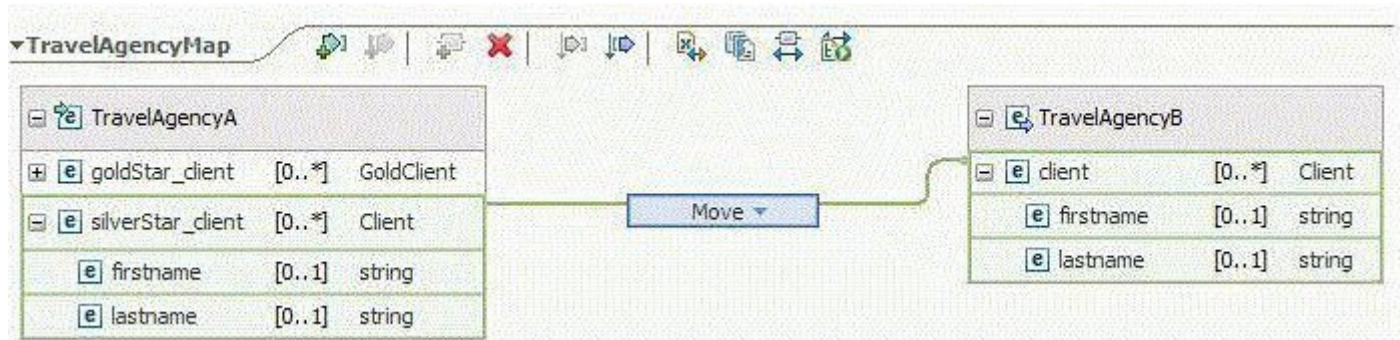 TravelAgencyMap
TravelAgencyA
goldStar_client [0..*] GoldClient
silverStar_client [0..*] Client
firstname [0..1] string
lastname [0..1] string
Move
TravelAgencyB
client [0..*] Client
firstname [0..1] string
lastname [0..1] string